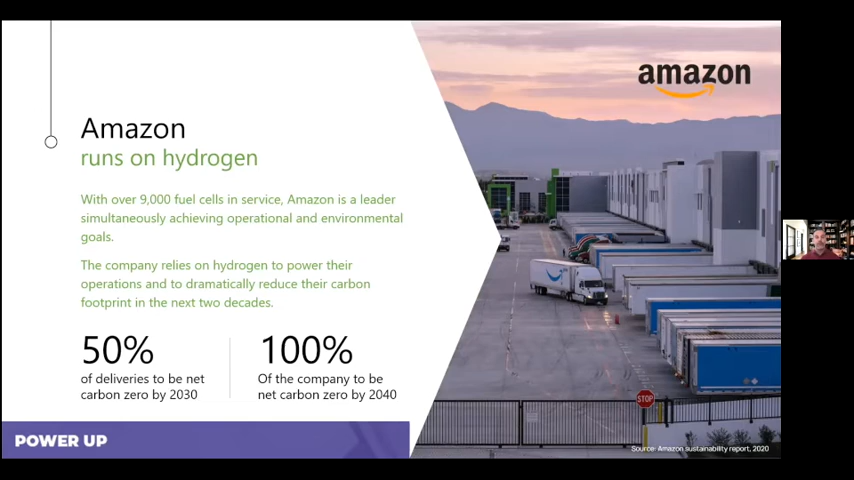 Amazon
runs on hydrogen
With over 9,000 fuel cells in service, Amazon is a leader
simultaneously achieving operational and environmental
goals.
The company relies on hydrogen to power their
operations and to dramatically reduce their carbon
footprint in the next two decades.
50%
of deliveries to be net
carbon zero by 2030
100%
Of the company to be
net carbon zero by 2040
POWER UP
amazon
STOP
Source: Amazon sustainability report, 2020